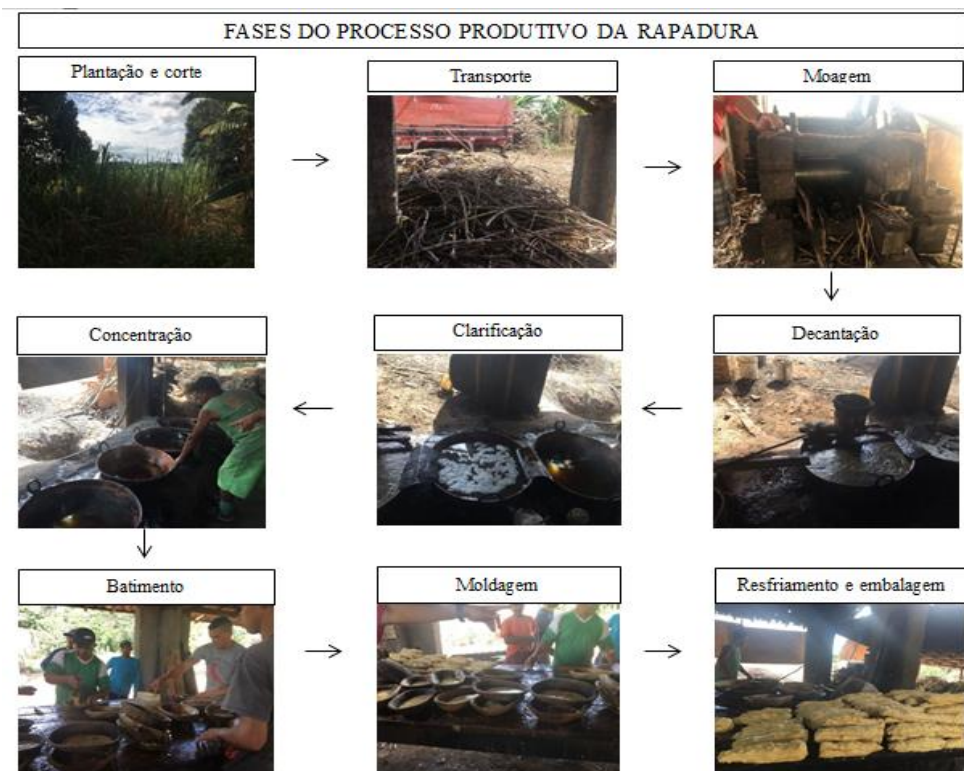 FASES DO PROCESSO PRODUTIVO DA RAPADURA
Plantação e corte
Transporte
Moagem
Decantação
Clarificação
Concentração
Batimento
Moldagem
Resfriamento e embalagem